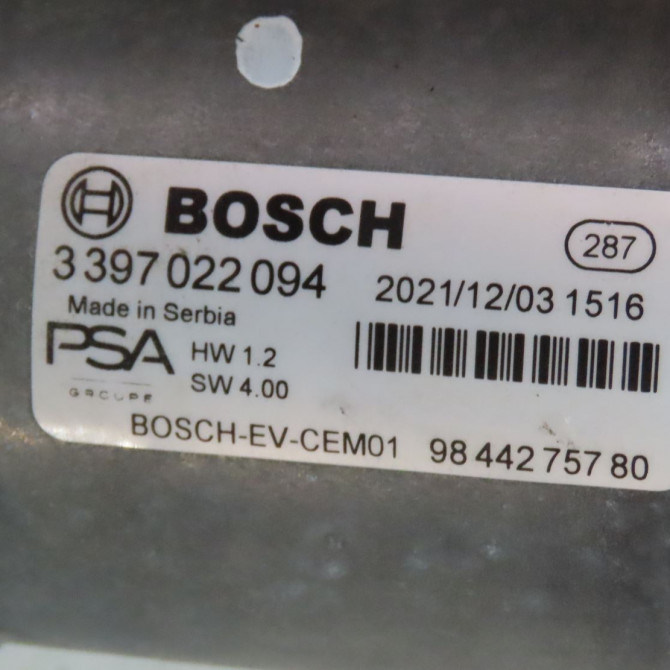 BOSCH
287
3 397 022 094
2021/12/03 1516
Made in Serbia
PSA
GROUPE
HW 1.2
SW 4.00
BOSCH-EV-CEM01 98 442 757 80